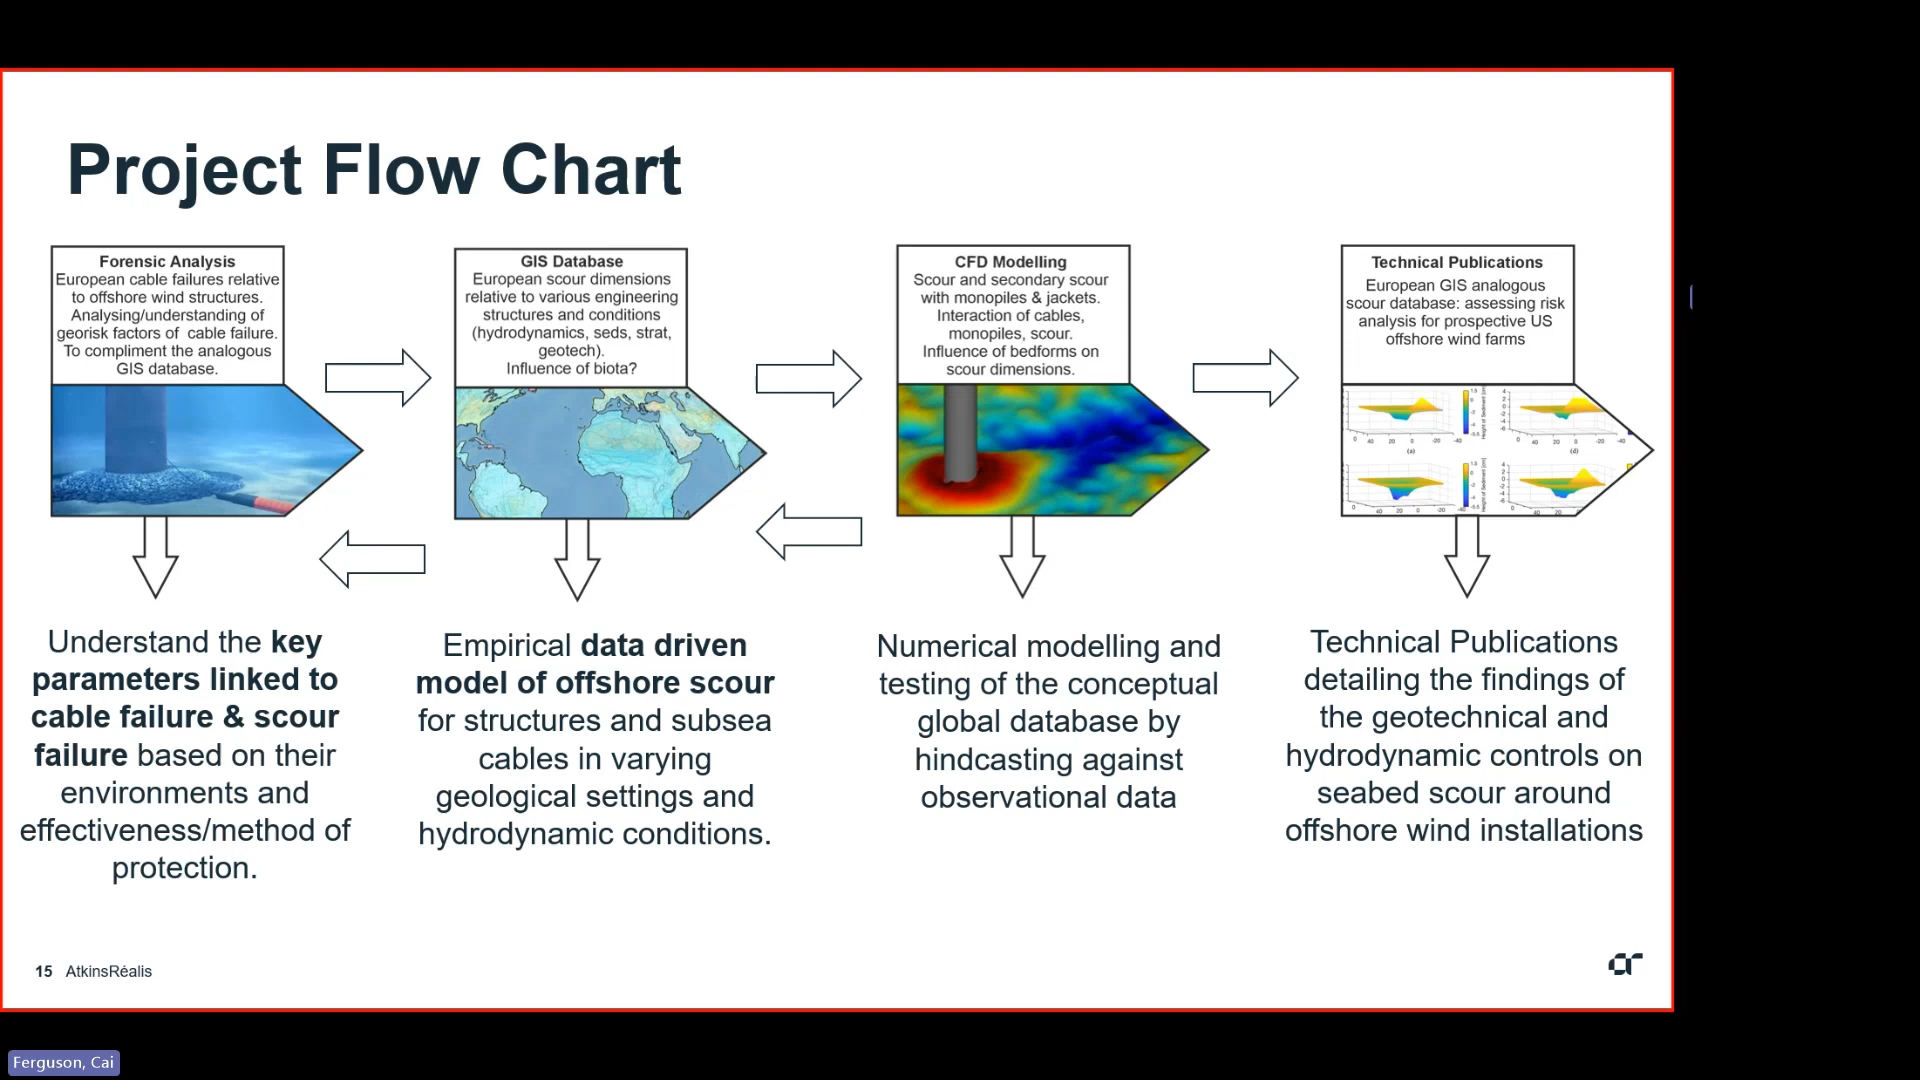 Project Flow Chart
Forensic Analysis
European cable failures relative
to offshore wind structures.
Analysing/understanding of
georisk factors of cable failure.
To compliment the analogous
GIS database.
GIS Database
European scour dimensions
relative to various engineering
structures and conditions
(hydrodynamics, seds, strat,
geotech).
Influence of biota?
CFD Modelling
Scour and secondary scour
with monopiles & jackets.
Interaction of cables,
monopiles, scour.
Influence of bedforms on
scour dimensions.
Technical Publications
European GIS analogous
scour database: assessing risk
analysis for prospective US
offshore wind farms
(a)
(d)
Understand the key
parameters linked to
cable failure & scour
failure based on their
environments and
effectiveness/method of
protection.
Empirical data driven
model of offshore scour
for structures and subsea
cables in varying
geological settings and
hydrodynamic conditions.
Numerical modelling and
testing of the conceptual
global database by
hindcasting against
observational data
Technical Publications
detailing the findings of
the geotechnical and
hydrodynamic controls on
seabed scour around
offshore wind installations
15 AtkinsRéalis
Ferguson, Cai